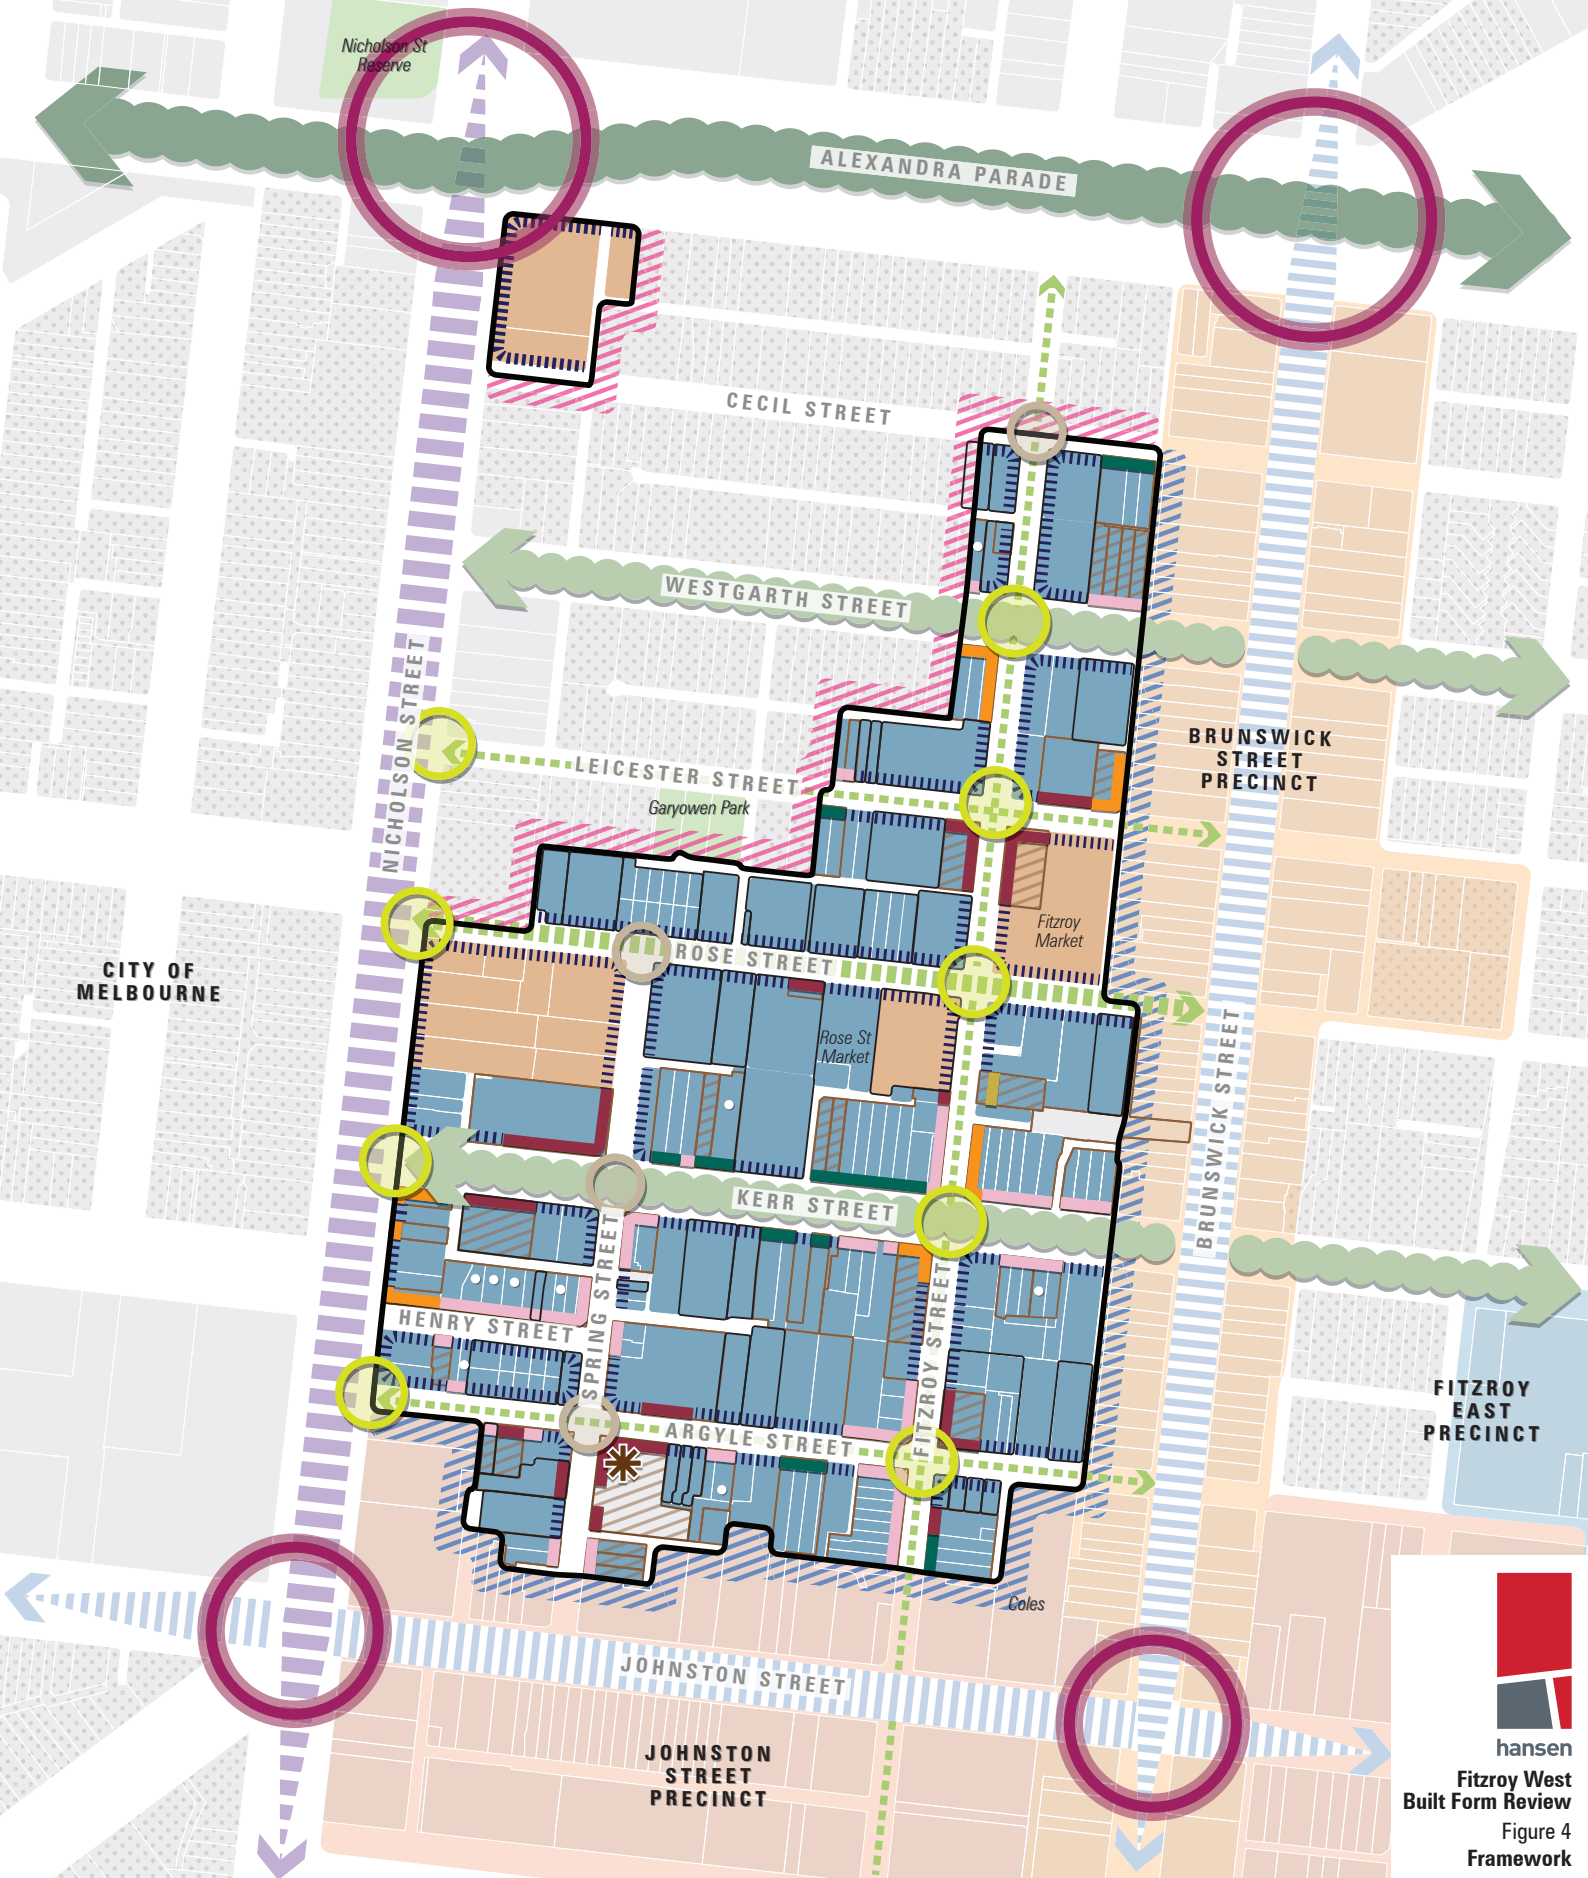 Nicholson St
Reserve
ALEXANDRA PARADE
CECIL STREET
WESTGARTH STREET
NICHOLSON STREET
LEICESTER STREET
Garyowen Park
BRUNSWICK
STREET
PRECINCT
Fitzroy
Market
ROSE STREET
CITY OF
MELBOURNE
Rose St
Market
BRUNSWICK STREET
KERR STREET
HENRY STREET
SPRING STREET
FITZROY STREET
ARGYLE STREET
FITZROY
EAST
PRECINCT
Coles
JOHNSTON STREET
JOHNSTON
STREET
PRECINCT
hansen
Fitzroy West
Built Form Review
Figure 4
Framework